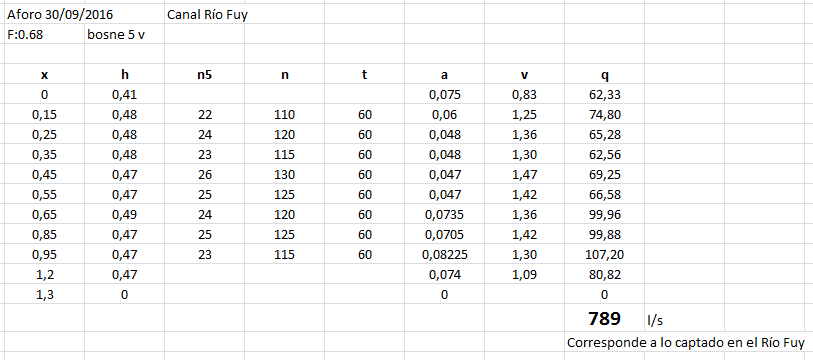 Aforo 30/09/2016 Canal Río Fuy
F:0.68 bosne 5 v
x h n5 n t a v q
0 0,41 0,075 0,83 62,33
0,15 0,48 22 110 60 0,06 1,25 74,80
0,25 0,48 24 120 60 0,048 1,36 65,28
0,35 0,48 23 115 60 0,048 1,30 62,56
0,45 0,47 26 130 60 0,047 1,47 69,25
0,55 0,47 25 125 60 0,047 1,42 66,58
0,65 0,49 24 120 60 0,0735 1,36 99,96
0,85 0,47 25 125 60 0,0705 1,42 99,88
0,95 0,47 23 115 60 0,08225 1,30 107,20
1,2 0,47 0,074 1,09 80,82
1,3 0 0 0
789 l/s
Corresponde a lo captado en el Río Fuy